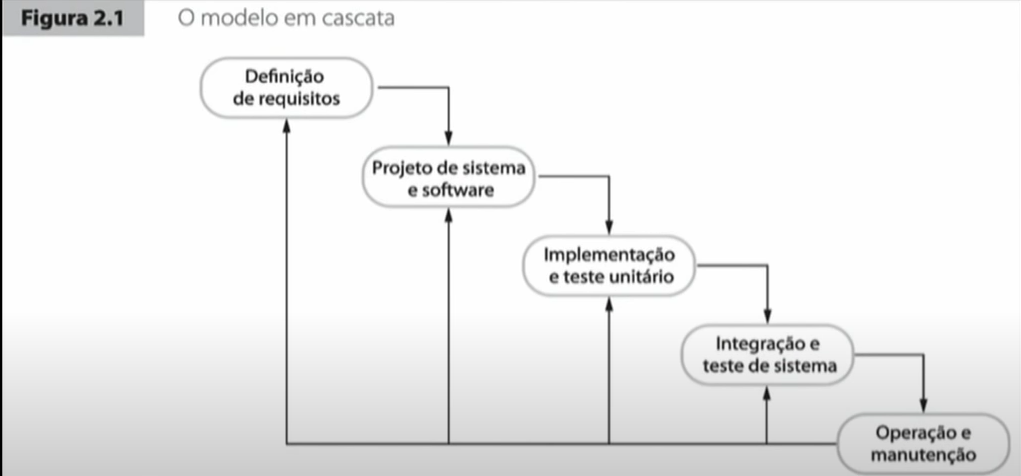 Figura 2.1 O modelo em cascata
Definição
de requisitos
Projeto de sistema
e software
Implementação
e teste unitário
Integração e
teste de sistema
Operação e
manutenção